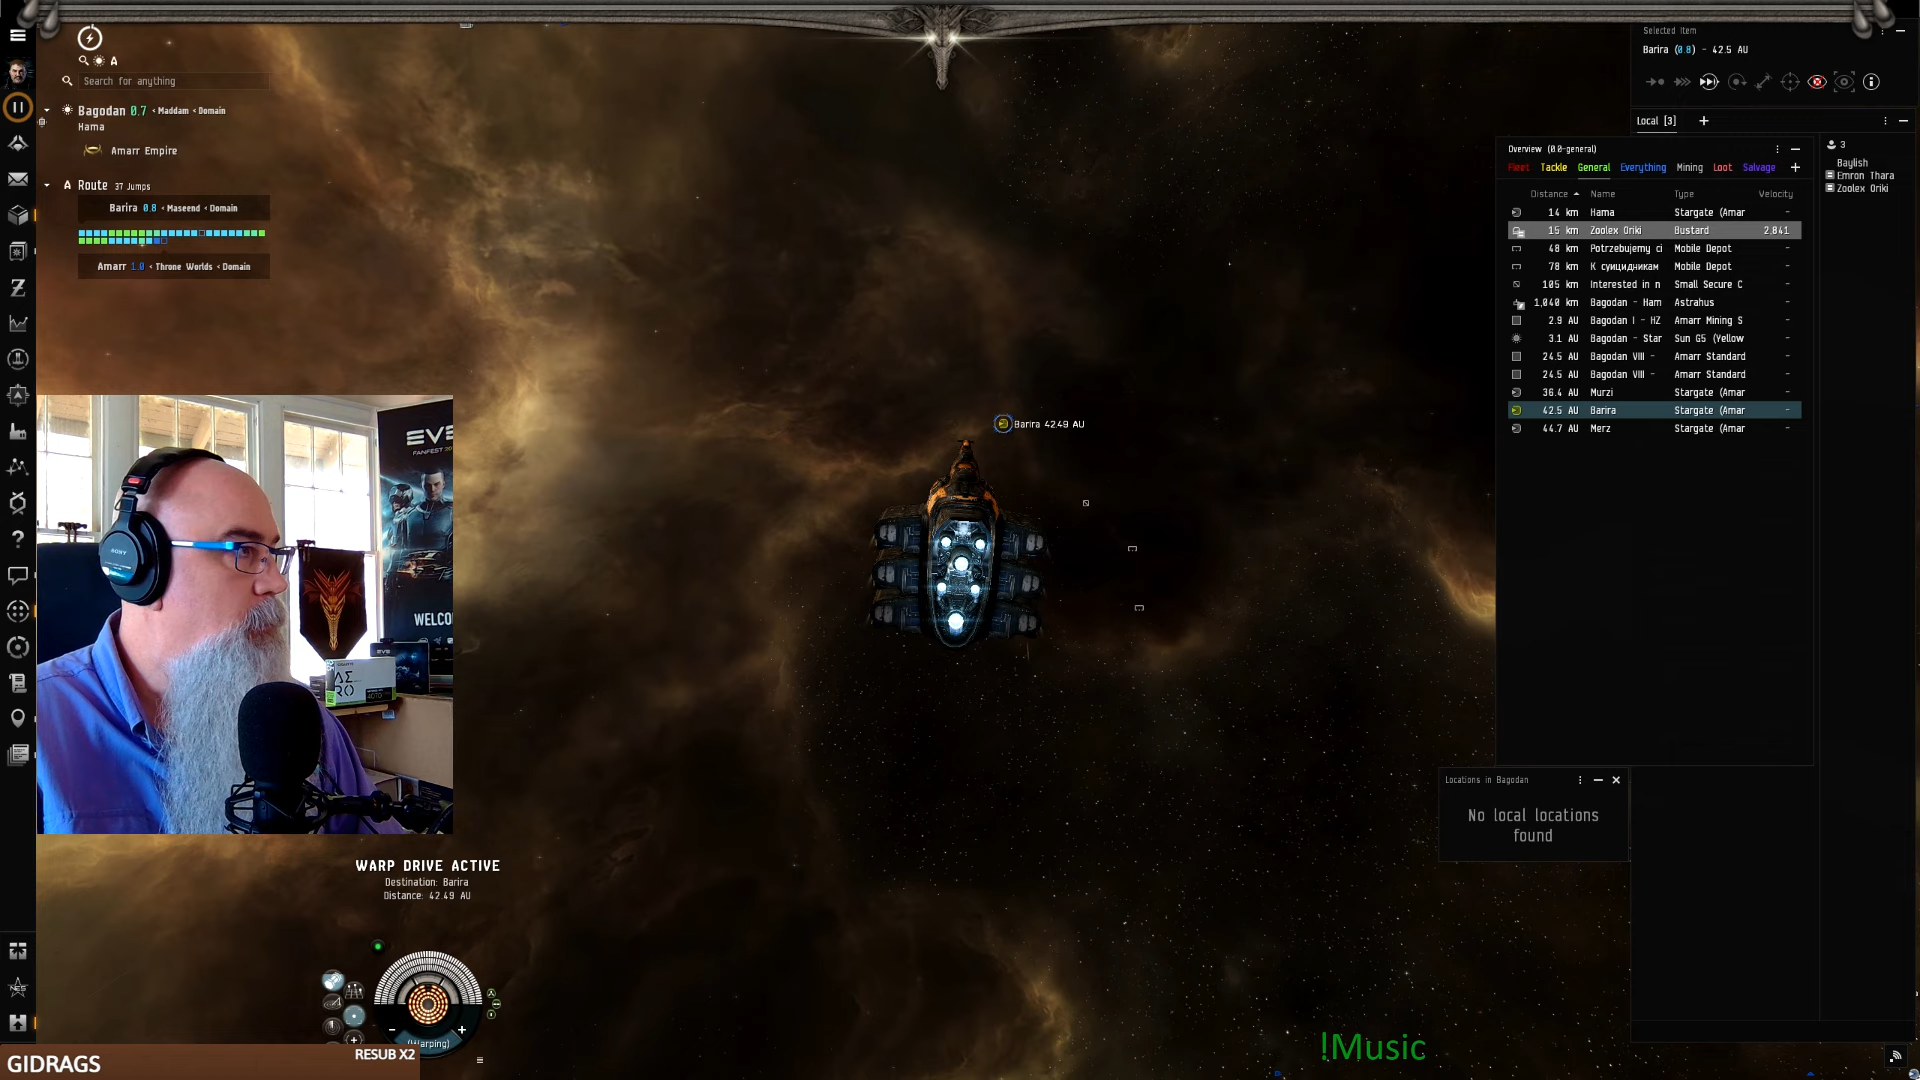 A
Search for anything
Bagodan 0.7 < Maddam < Domain
Hama
Amarr Empire
A Route 37 Jumps
Barira 0.8 < Maseend < Domain
Amarr 1.0 < Throne Worlds < Domain
EVE
FANFEST
WELCO
SONY
AERO
4070
EVE
WARP DRIVE ACTIVE
Destination: Barira
Distance: 42.49 AU
(Warping)
GIDRAGS
RESUB X2
Barira 42.49 AU
!Music
Selected Item
Barira (0.8) - 42.5 AU
Local [3]
3
Baylish
Emron Thara
Zoolex Oriki
Overview (0.0-general)
Fleet Tackle General Everything Mining Loot Salvage
Distance Name Type Velocity
14 km Hama Stargate (Amar -
15 km Zoolex Oriki Bustard 2,841
48 km Potrzebujemy ci Mobile Depot -
78 km К суицидникам Mobile Depot -
105 km Interested in n Small Secure C -
1,040 km Bagodan - Ham Astrahus -
2.9 AU Bagodan I - HZ Amarr Mining S -
3.1 AU Bagodan - Star Sun G5 (Yellow -
24.5 AU Bagodan VIII - Amarr Standard -
24.5 AU Bagodan VIII - Amarr Standard -
36.4 AU Murzi Stargate (Amar -
42.5 AU Barira Stargate (Amar -
44.7 AU Merz Stargate (Amar -
Locations in Bagodan
No local locations
found